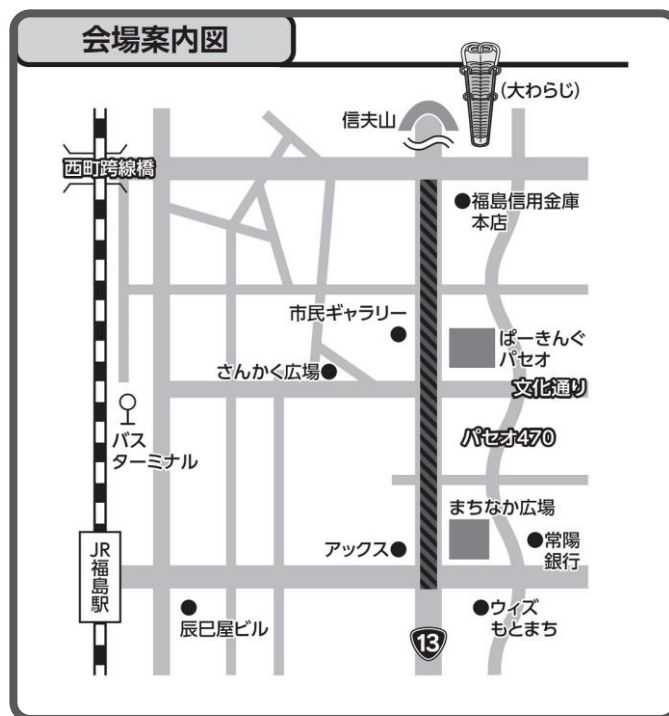 会場案内図
(大わらじ)
信夫山
西町跨線橋
福島信用金庫
本店
市民ギャラリー
ぱーきんぐ
パセオ
さんかく広場
文化通り
バス
ターミナル
パセオ470
まちなか広場
アックス
常陽
銀行
JR
福島駅
辰巳屋ビル
ウィズ
もとまち
13